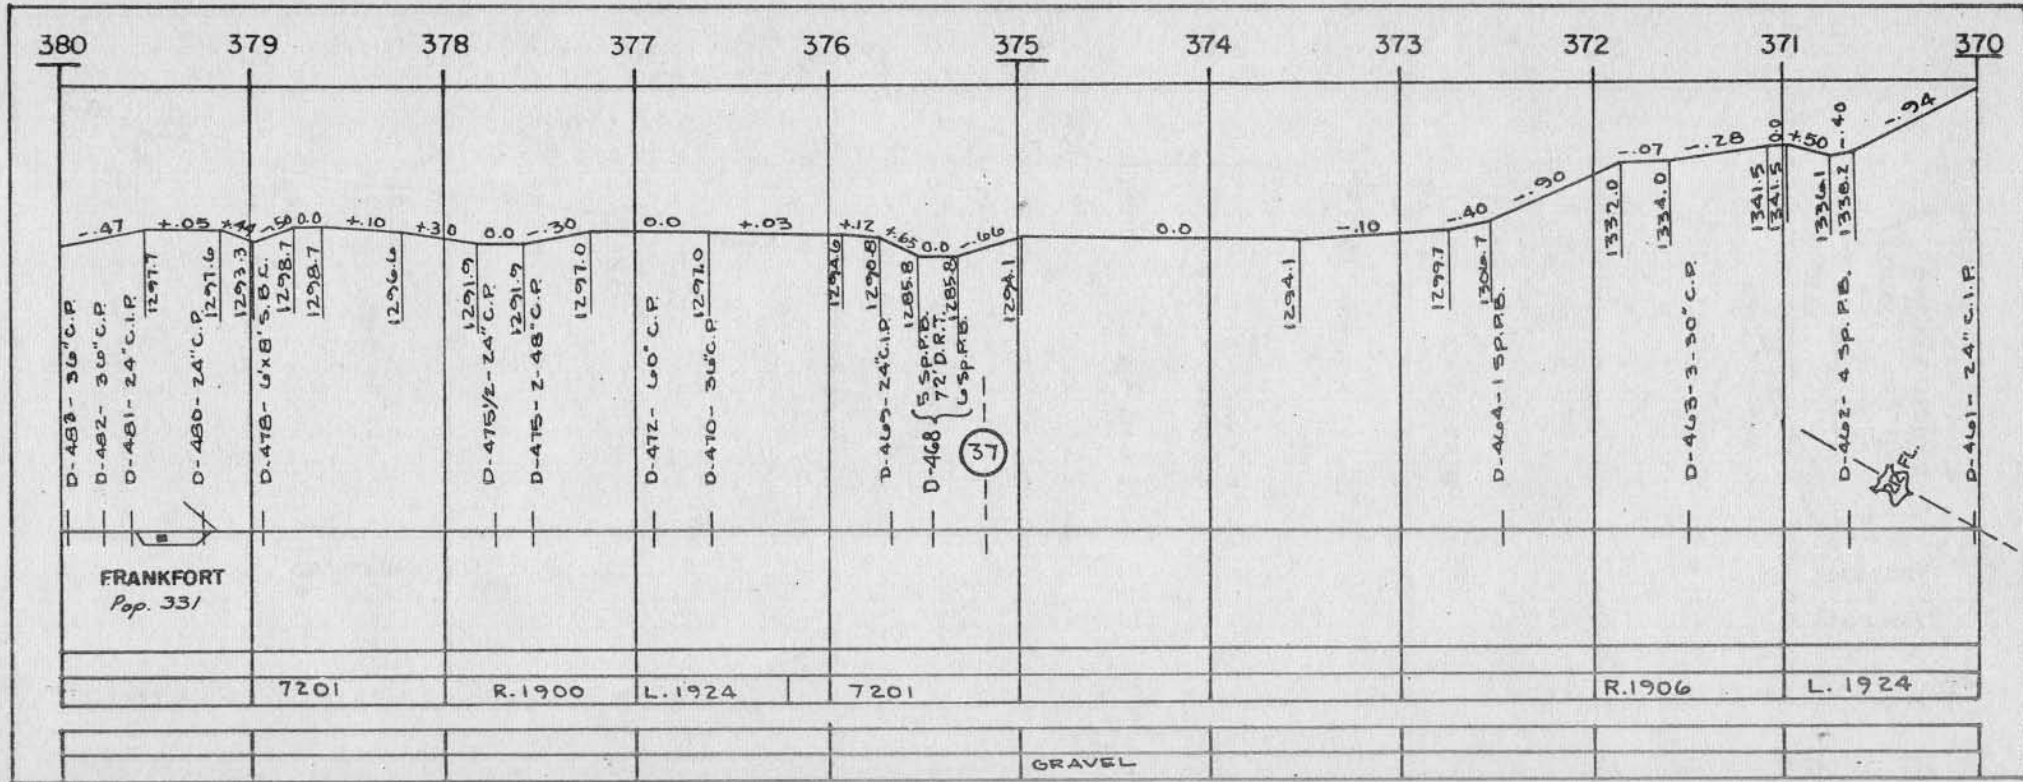 380 379 378 377 376 375 374 373 372 371 370
-.47 +.05 +.44 -.50 0.0 +.10 +.30 0.0 -.30 0.0 +.03 +.12 +.65 0.0 -.66 0.0 -.10 -.40 -.90 -.07 -.28 0.0 +.50 -.40 -.94
1297.7
1297.6
1293.3
1298.7
1298.7
1296.6
1291.9
1291.9
1297.0
1297.0
1294.6
1290.8
1285.8
1285.8
1294.1
1294.1
1299.7
1306.7
1332.0
1334.0
1341.5
1341.5
1336.1
1338.2
D-483- 36" C.P.
D-482- 36" C.P.
D-481- 24" C.I.P.
D-480- 24" C.P.
D-478- 6'x8' S.B.C.
D-475 1/2- 24" C.P.
D-475- 2-48" C.P.
D-472- 60" C.P.
D-470- 36" C.P.
D-469- 24" C.I.P.
D-468
5 Sp.P.B.
72' D.R.T.
6 Sp.P.B.
37
D-464-1 Sp.P.B.
D-463-3-30" C.P.
D-462- 4 Sp. P.B.
D-461- 24" C.I.P.
212 FL.
FRANKFORT
Pop. 331
7201 R.1900 L.1924 7201 R.1906 L.1924
GRAVEL